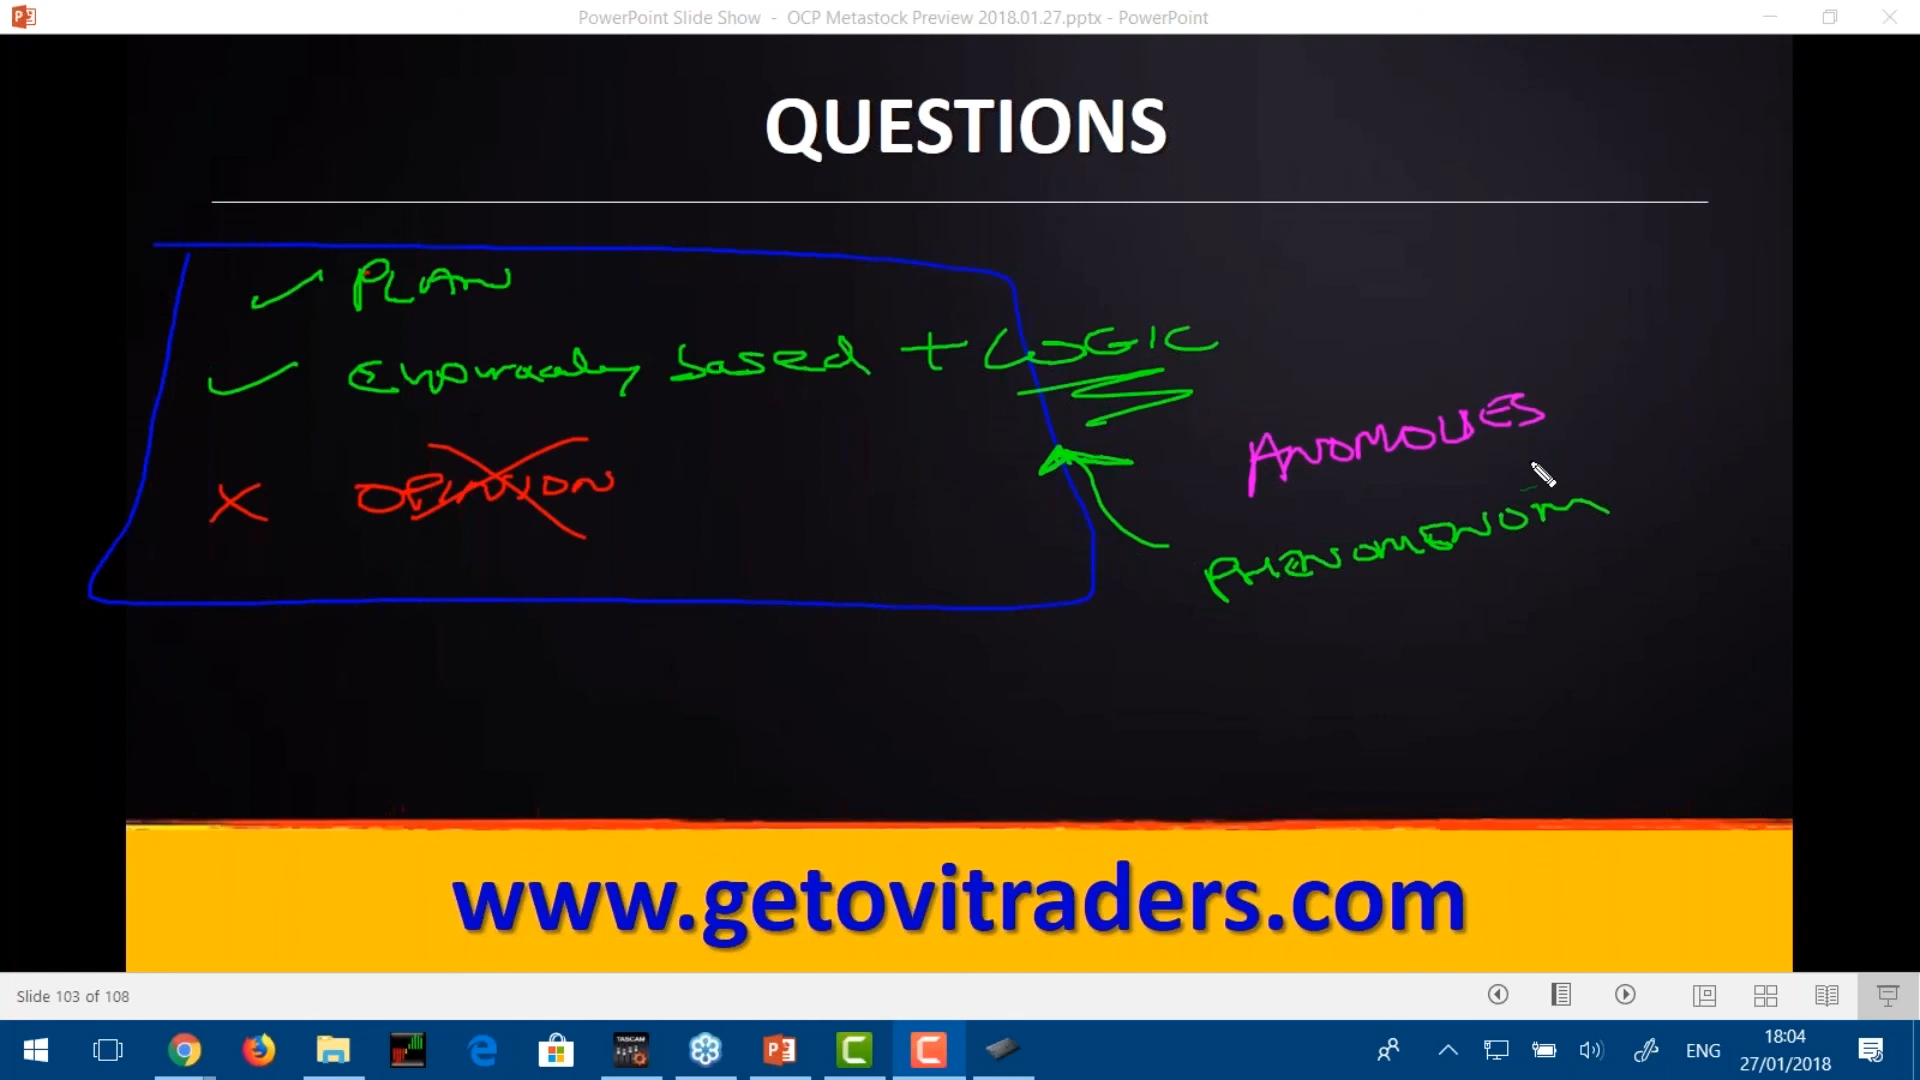 PowerPoint Slide Show - OCP Metastock Preview 2018.01.27.pptx - PowerPoint
QUESTIONS
PLAN
based + LOGIC
OPINION
ANOMOLIES
PHENOMENON
www.getovitraders.com
Slide 103 of 108
TASCAM
ENG
18:04
27/01/2018